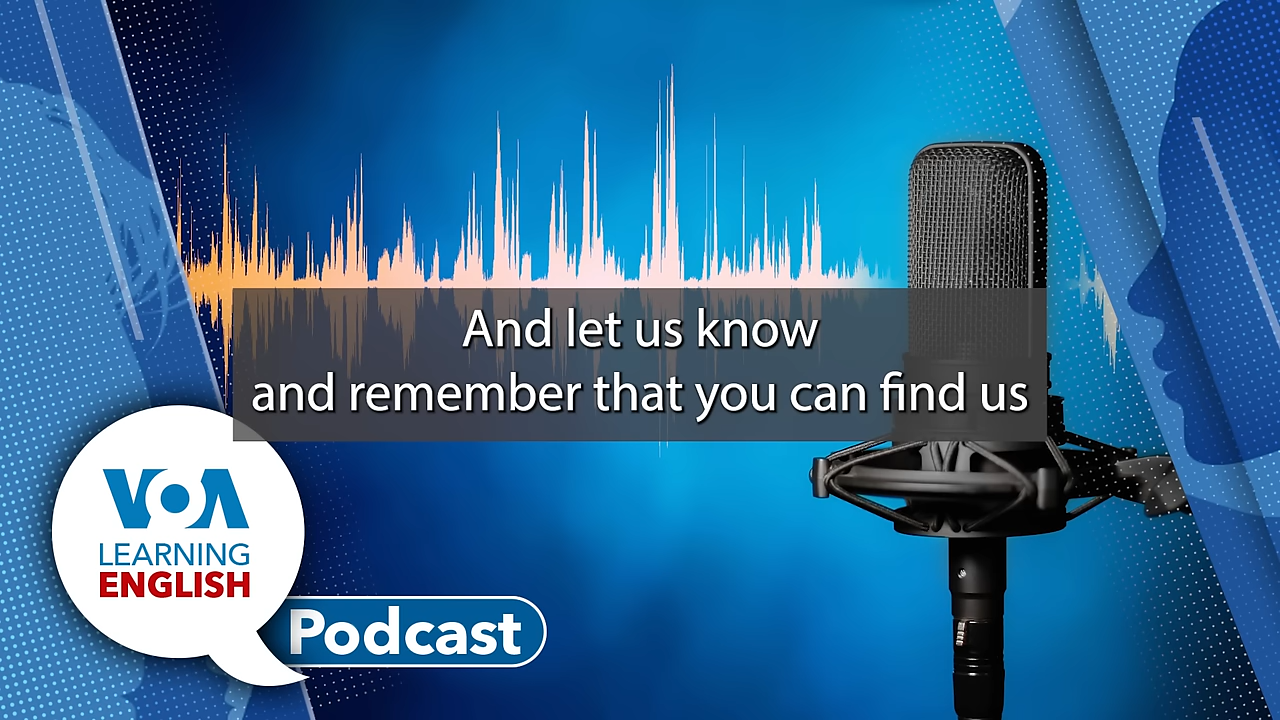 And let us know
and remember that you can find us
VOA
LEARNING
ENGLISH
Podcast